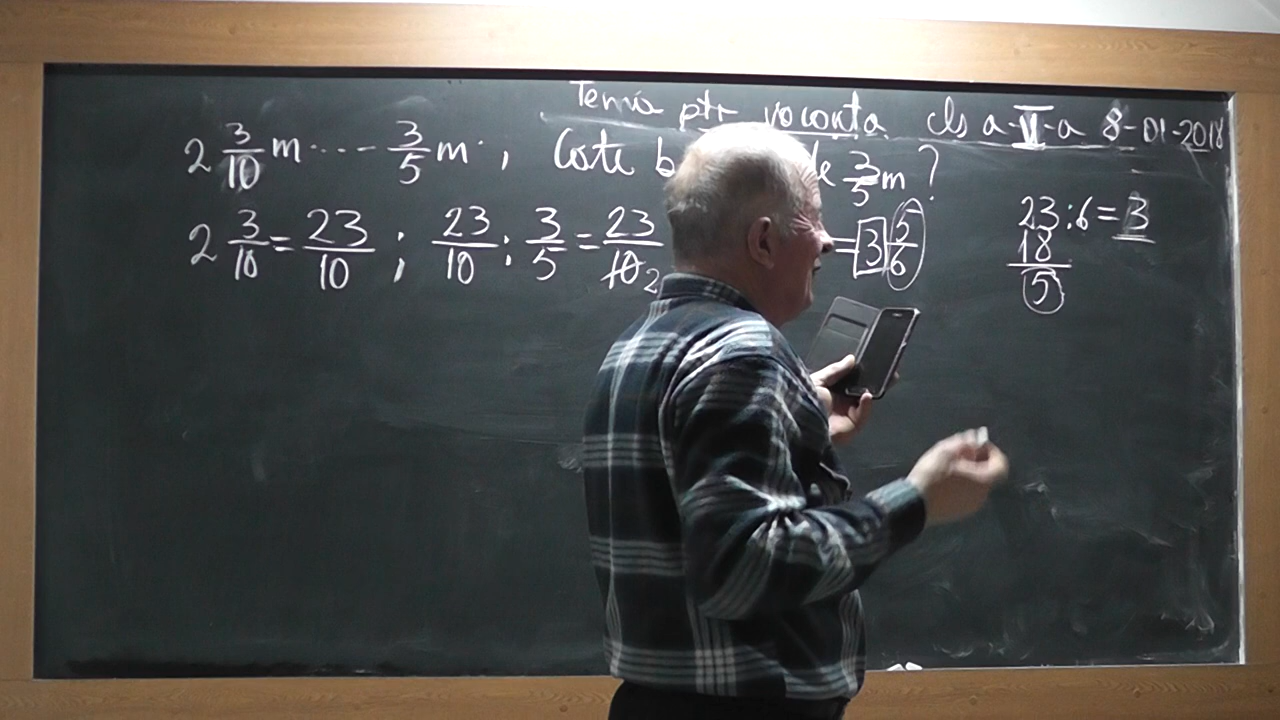 Temă ptr vacanța cls a-VI-a 8-01-2018
2 3/10 m ---- 3/5 m, Câte b de 3/5 m ?
2 3/10 = 23/10 ; 23/10 : 3/5 = 23/10 2 = 3 5/6
23:6=3
18
5